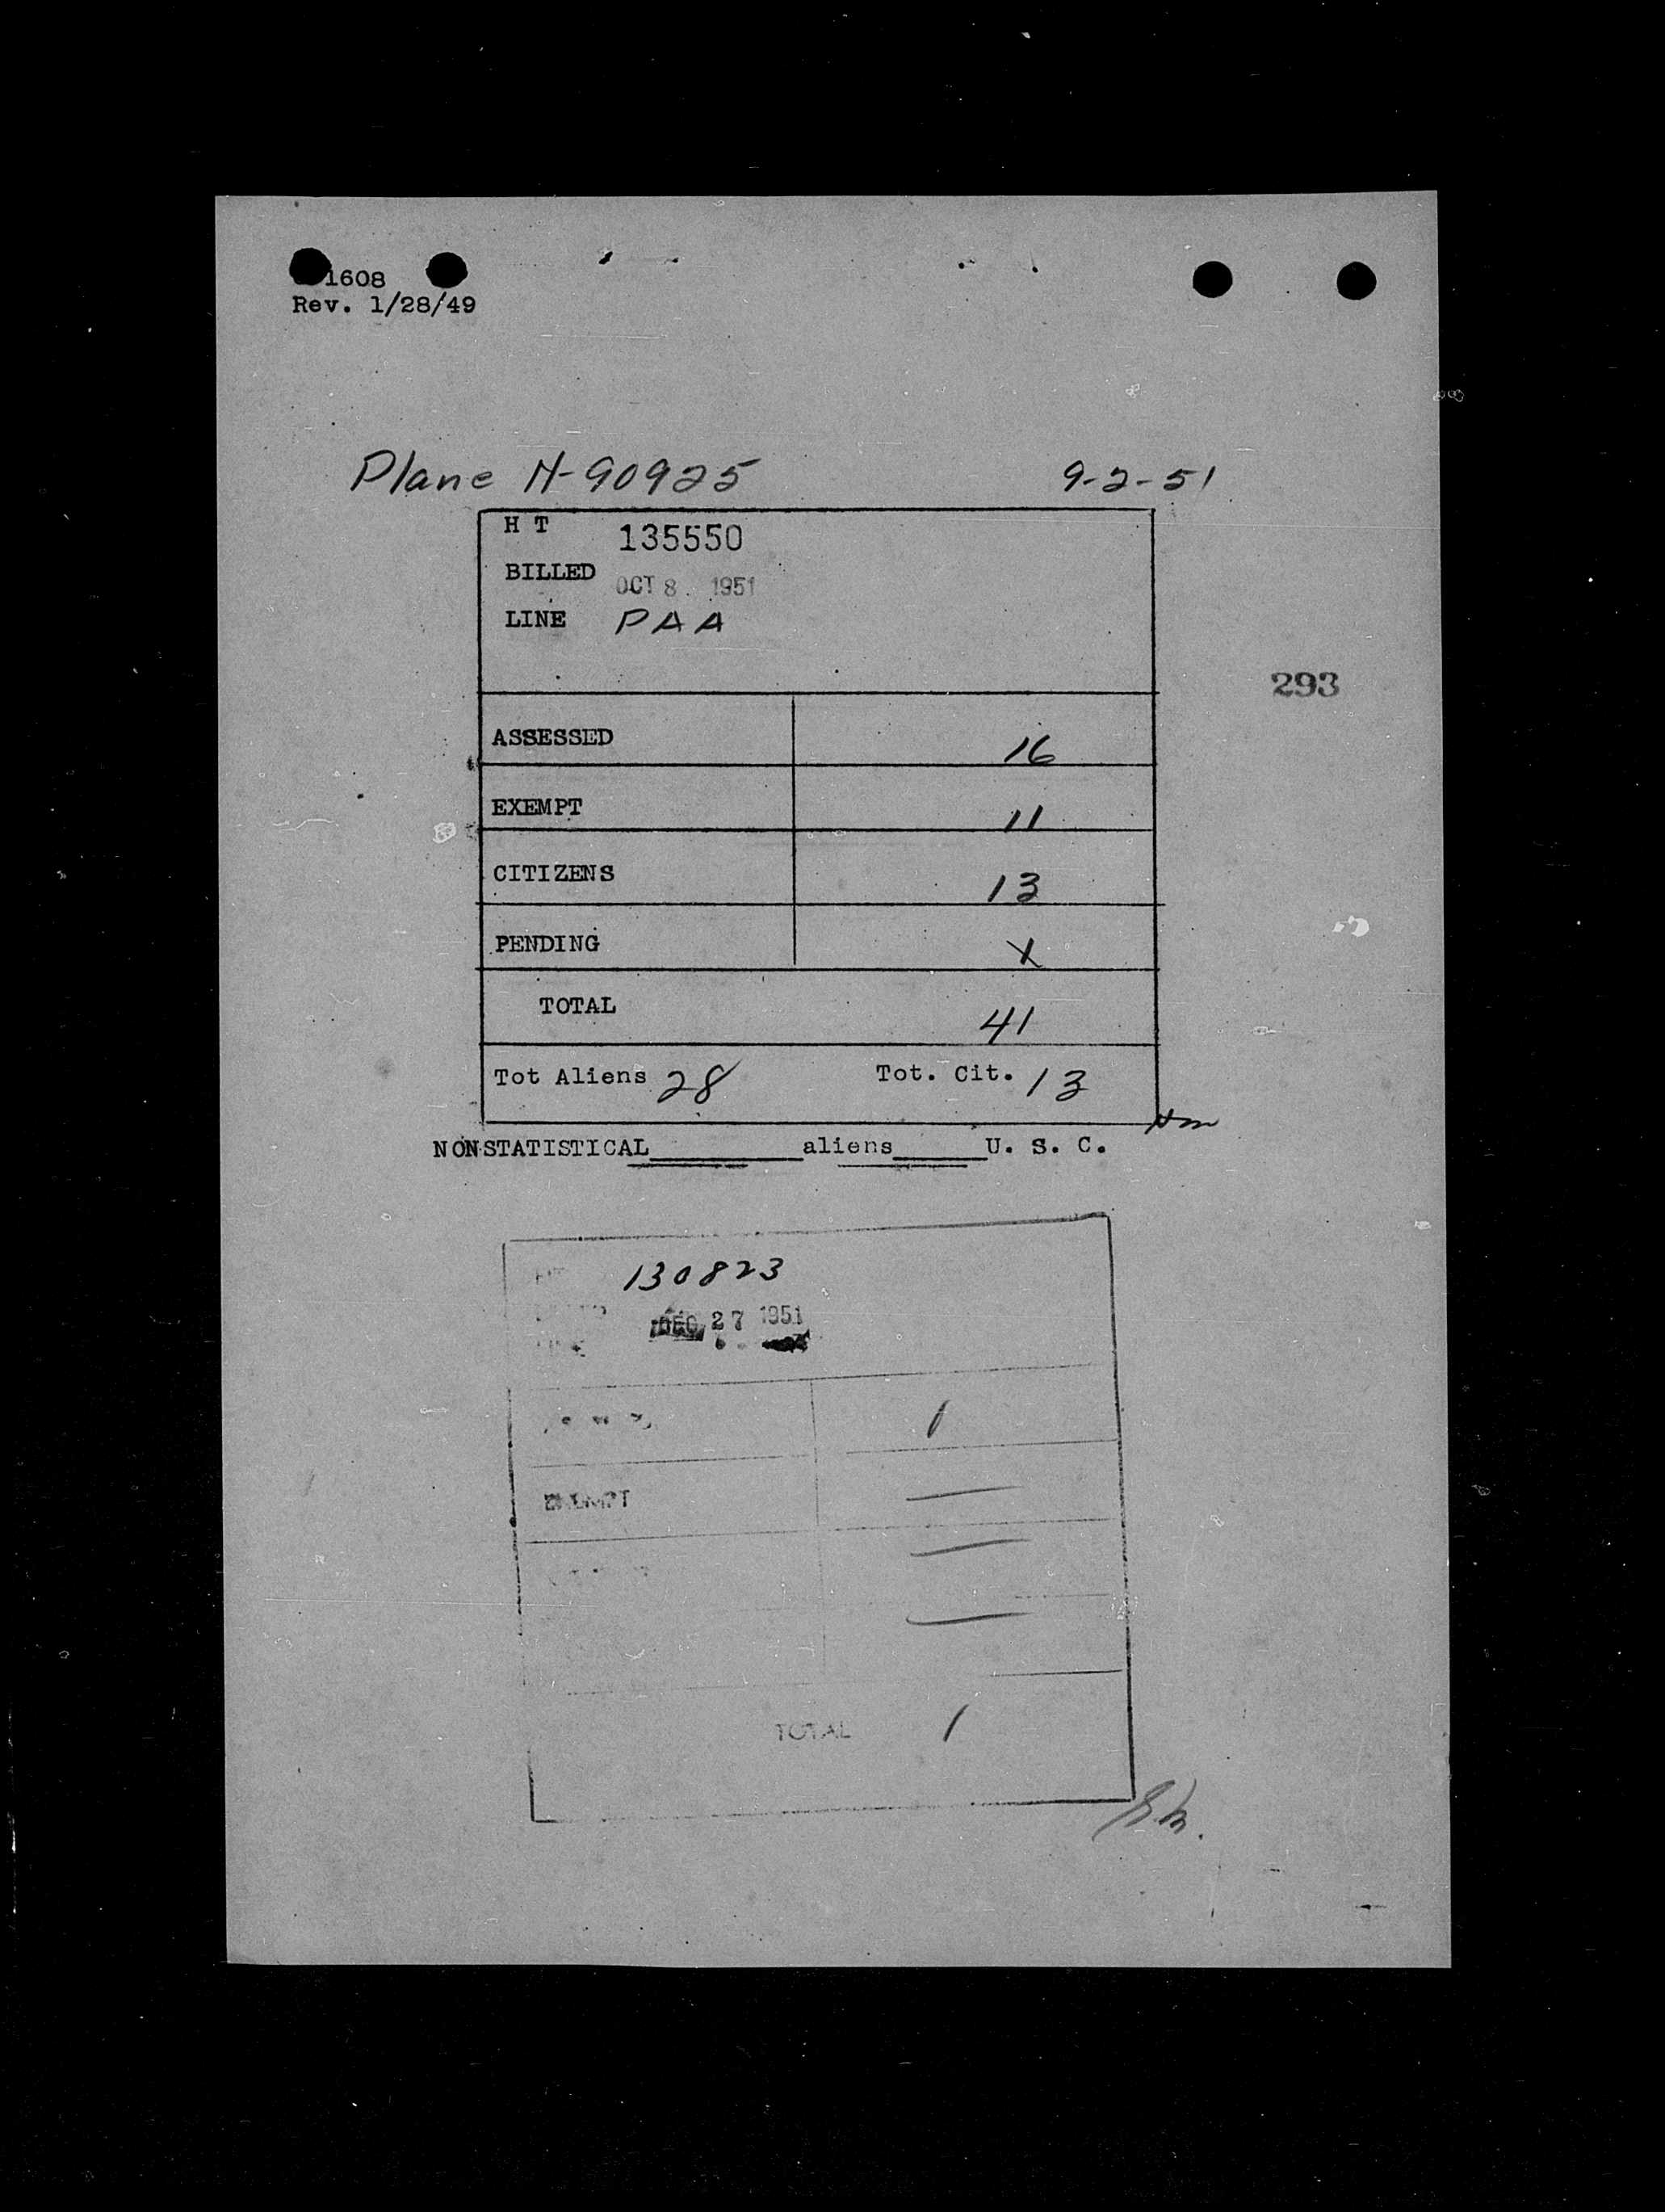 1608
Rev. 1/28/49
Plane N-90925 9-2-51
H T 135550
BILLED OCT 8 1951
LINE PAA
293
ASSESSED 16
EXEMPT 11
CITIZENS 13
PENDING X
TOTAL 41
Tot Aliens 28 Tot. Cit. 13
NONSTATISTICAL aliens U. S. C.
130823
DEC 27 1951
1
EXEMPT —
—
—
TOTAL 1